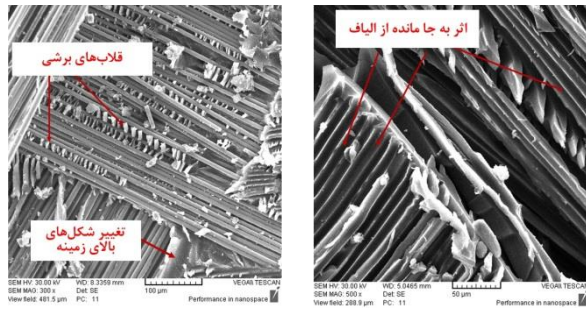 قلاب‌های برشی
تغییر شکل‌های
بالای زمینه
SEM HV: 30.00 kV WD: 8.3358 mm VEGA\\ TESCAN
SEM MAG: 300 x Det: SE 100 µm
View field: 481.5 µm PC: 11 Performance in nanospace
اثر به جا مانده از الیاف
SEM HV: 30.00 kV WD: 5.0465 mm VEGA\\ TESCAN
SEM MAG: 500 x Det: SE 50 µm
View field: 288.9 µm PC: 11 Performance in nanospace